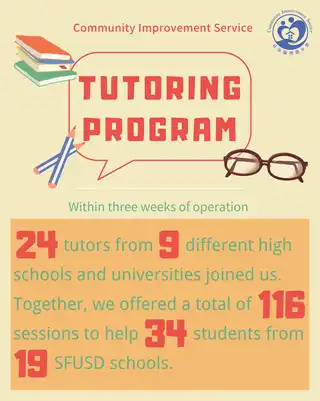 Community Improvement Service
TUTORING
PROGRAM
Within three weeks of operation
24 tutors from 9 different high
schools and universities joined us.
Together, we offered a total of 116
sessions to help 34 students from
19 SFUSD schools.